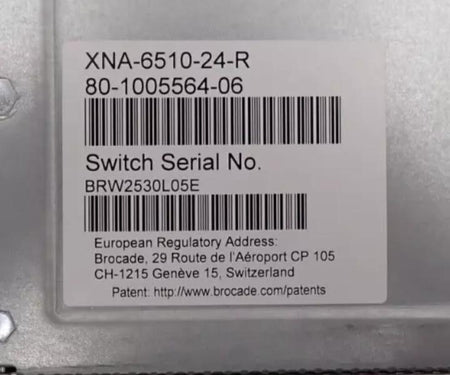 XNA-6510-24-R
80-1005564-06
Switch Serial No.
BRW2530L05E
European Regulatory Address:
Brocade, 29 Route de l'Aéroport CP 105
CH-1215 Genève 15, Switzerland
Patent: http://www.brocade.com/patents